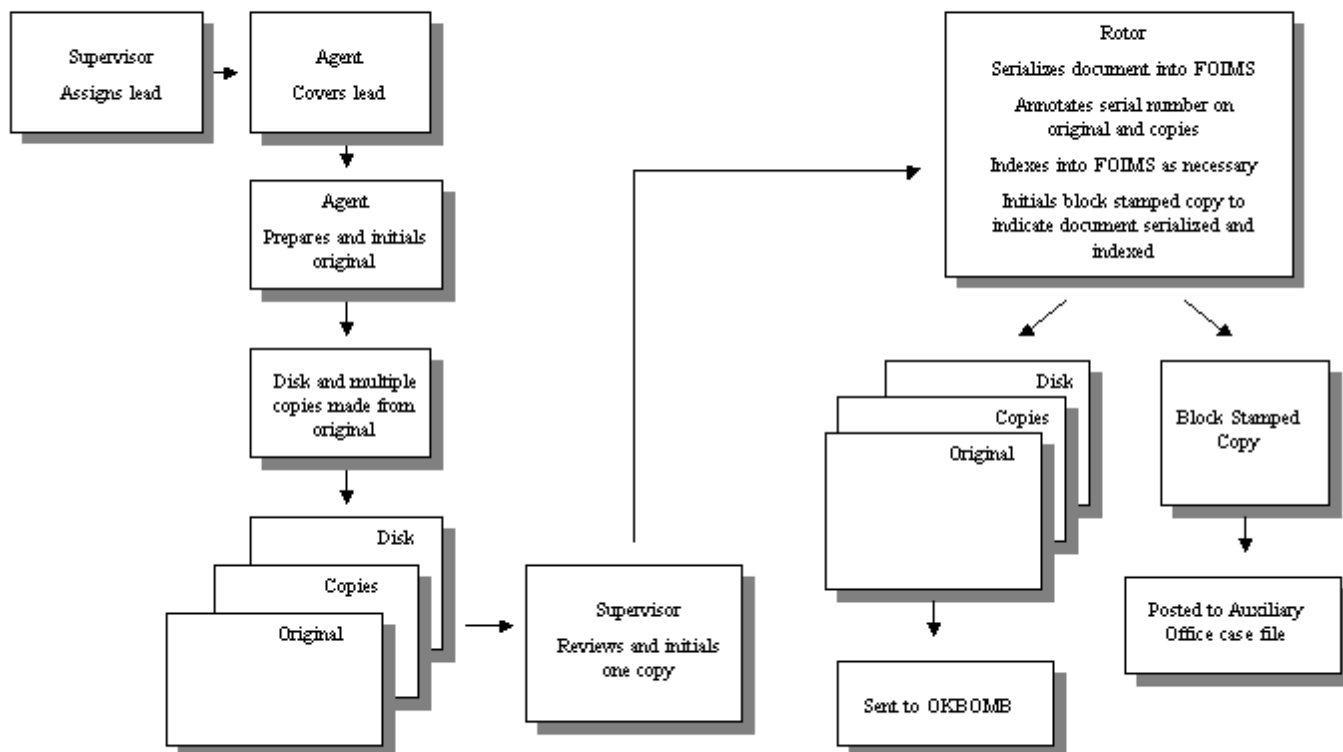 Supervisor
Assigns lead
Agent
Covers lead
Agent
Prepares and initials
original
Disk and multiple
copies made from
original
Disk
Copies
Original
Supervisor
Reviews and initials
one copy
Rotor
Serializes document into FOIMS
Annotates serial number on
original and copies
Indexes into FOIMS as necessary
Initials block stamped copy to
indicate document serialized and
indexed
Disk
Copies
Original
Sent to OKBOMB
Block Stamped
Copy
Posted to Auxiliary
Office case file